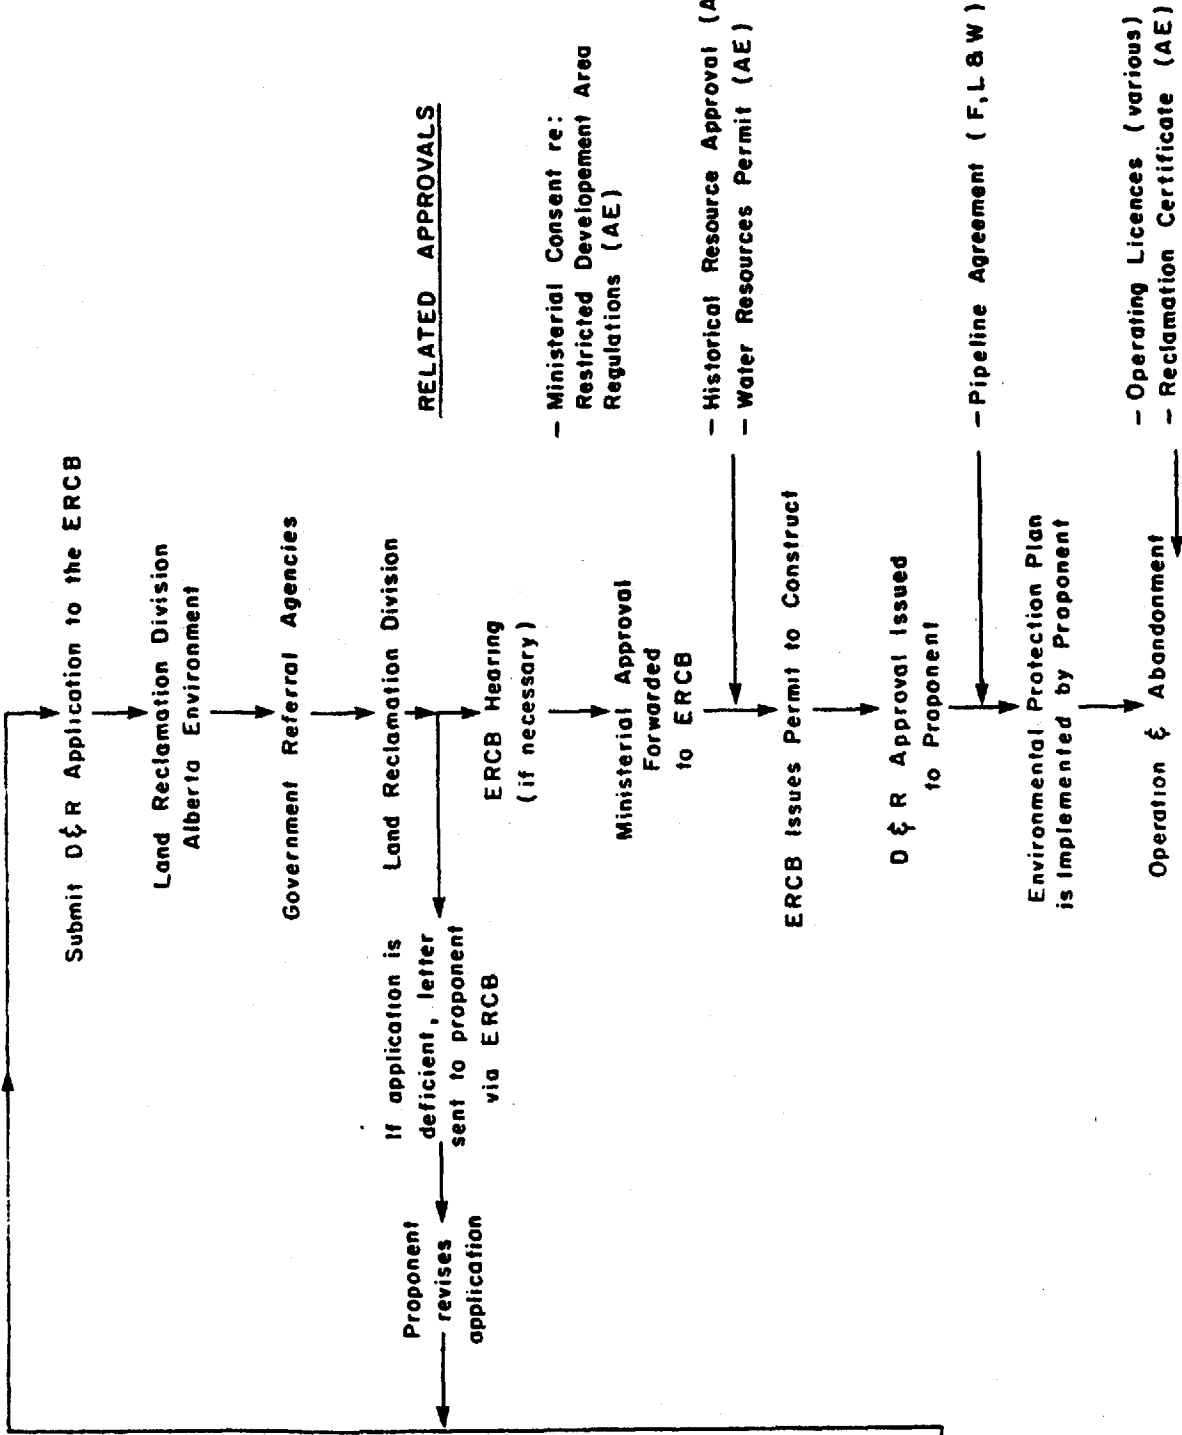 Submit D & R Application to the ERCB
Land Reclamation Division
Alberta Environment
Government Referral Agencies
Land Reclamation Division
If application is
deficient, letter
sent to proponent
via ERCB
Proponent
revises
application
ERCB Hearing
(if necessary)
Ministerial Approval
Forwarded
to ERCB
ERCB Issues Permit to Construct
D & R Approval Issued
to Proponent
Environmental Protection Plan
is Implemented by Proponent
Operation & Abandonment
RELATED APPROVALS
- Ministerial Consent re:
Restricted Developement Area
Regulations (AE)
- Historical Resource Approval
- Water Resources Permit (AE)
- Pipeline Agreement (F, L & W)
- Operating Licences (various)
- Reclamation Certificate (AE)